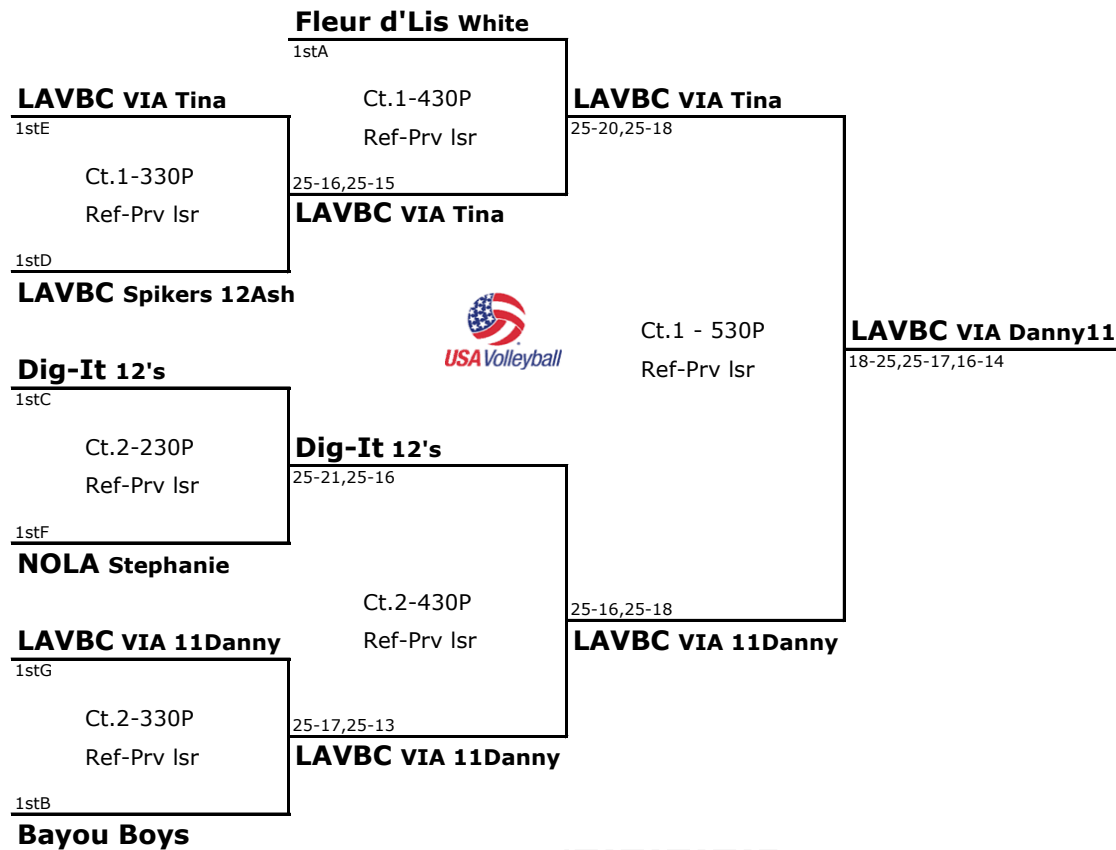 Fleur d'Lis White
1stA
LAVBC VIA Tina
1stE
Ct.1-430P
Ref-Prv lsr
LAVBC VIA Tina
25-20,25-18
Ct.1-330P
Ref-Prv lsr
25-16,25-15
LAVBC VIA Tina
1stD
LAVBC Spikers 12Ash
USA Volleyball
Ct.1 - 530P
Ref-Prv lsr
LAVBC VIA Danny11
18-25,25-17,16-14
Dig-It 12's
1stC
Ct.2-230P
Ref-Prv lsr
Dig-It 12's
25-21,25-16
1stF
NOLA Stephanie
Ct.2-430P
Ref-Prv lsr
25-16,25-18
LAVBC VIA 11Danny
LAVBC VIA 11Danny
1stG
Ct.2-330P
Ref-Prv lsr
25-17,25-13
LAVBC VIA 11Danny
1stB
Bayou Boys